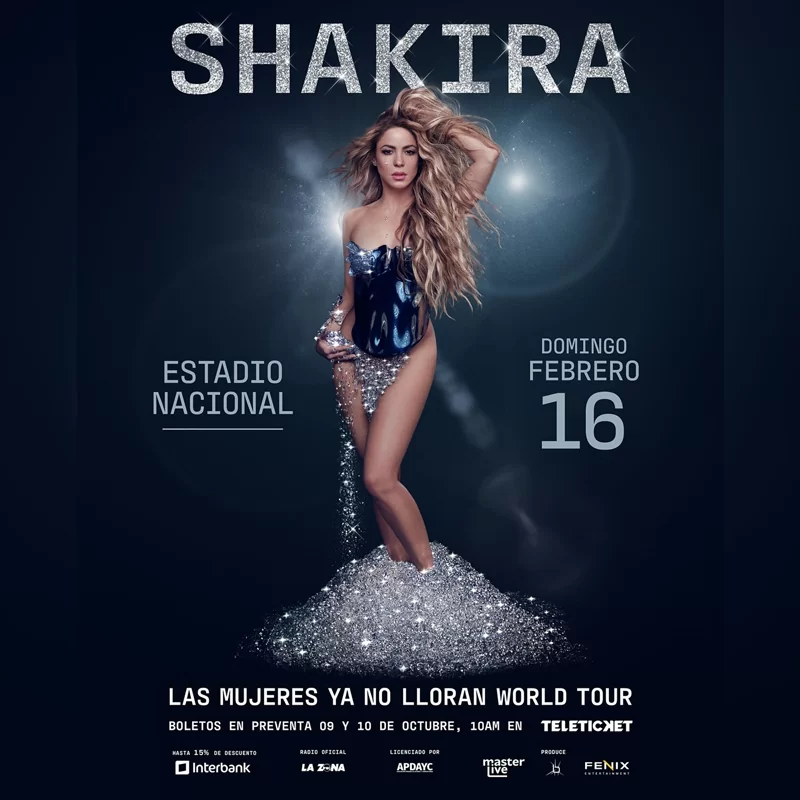 SHAKIRA
ESTADIO
NACIONAL
DOMINGO
FEBRERO
16
LAS MUJERES YA NO LLORAN WORLD TOUR
BOLETOS EN PREVENTA 09 Y 10 DE OCTUBRE, 10AM EN TELETICKET
HASTA 15% DE DESCUENTO
Interbank
RADIO OFICIAL
LA ZONA
LICENCIADO POR
APDAYC
master
Live
PRODUCE
FENIX
ENTERTAINMENT